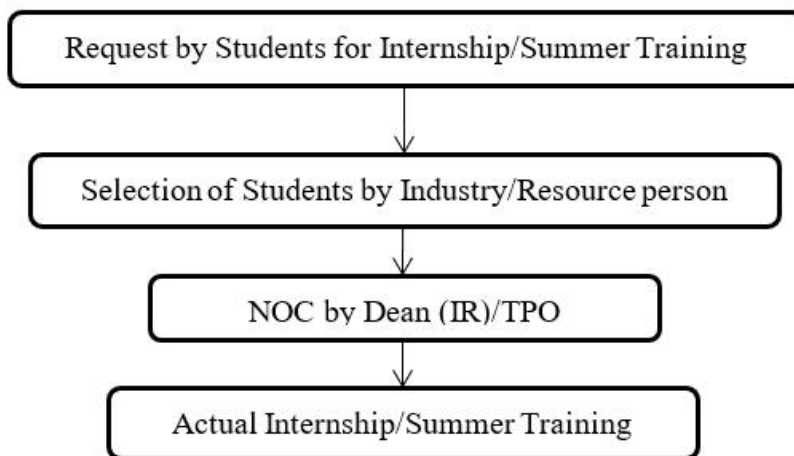 Request by Students for Internship/Summer Training
Selection of Students by Industry/Resource person
NOC by Dean (IR)/TPO
Actual Internship/Summer Training